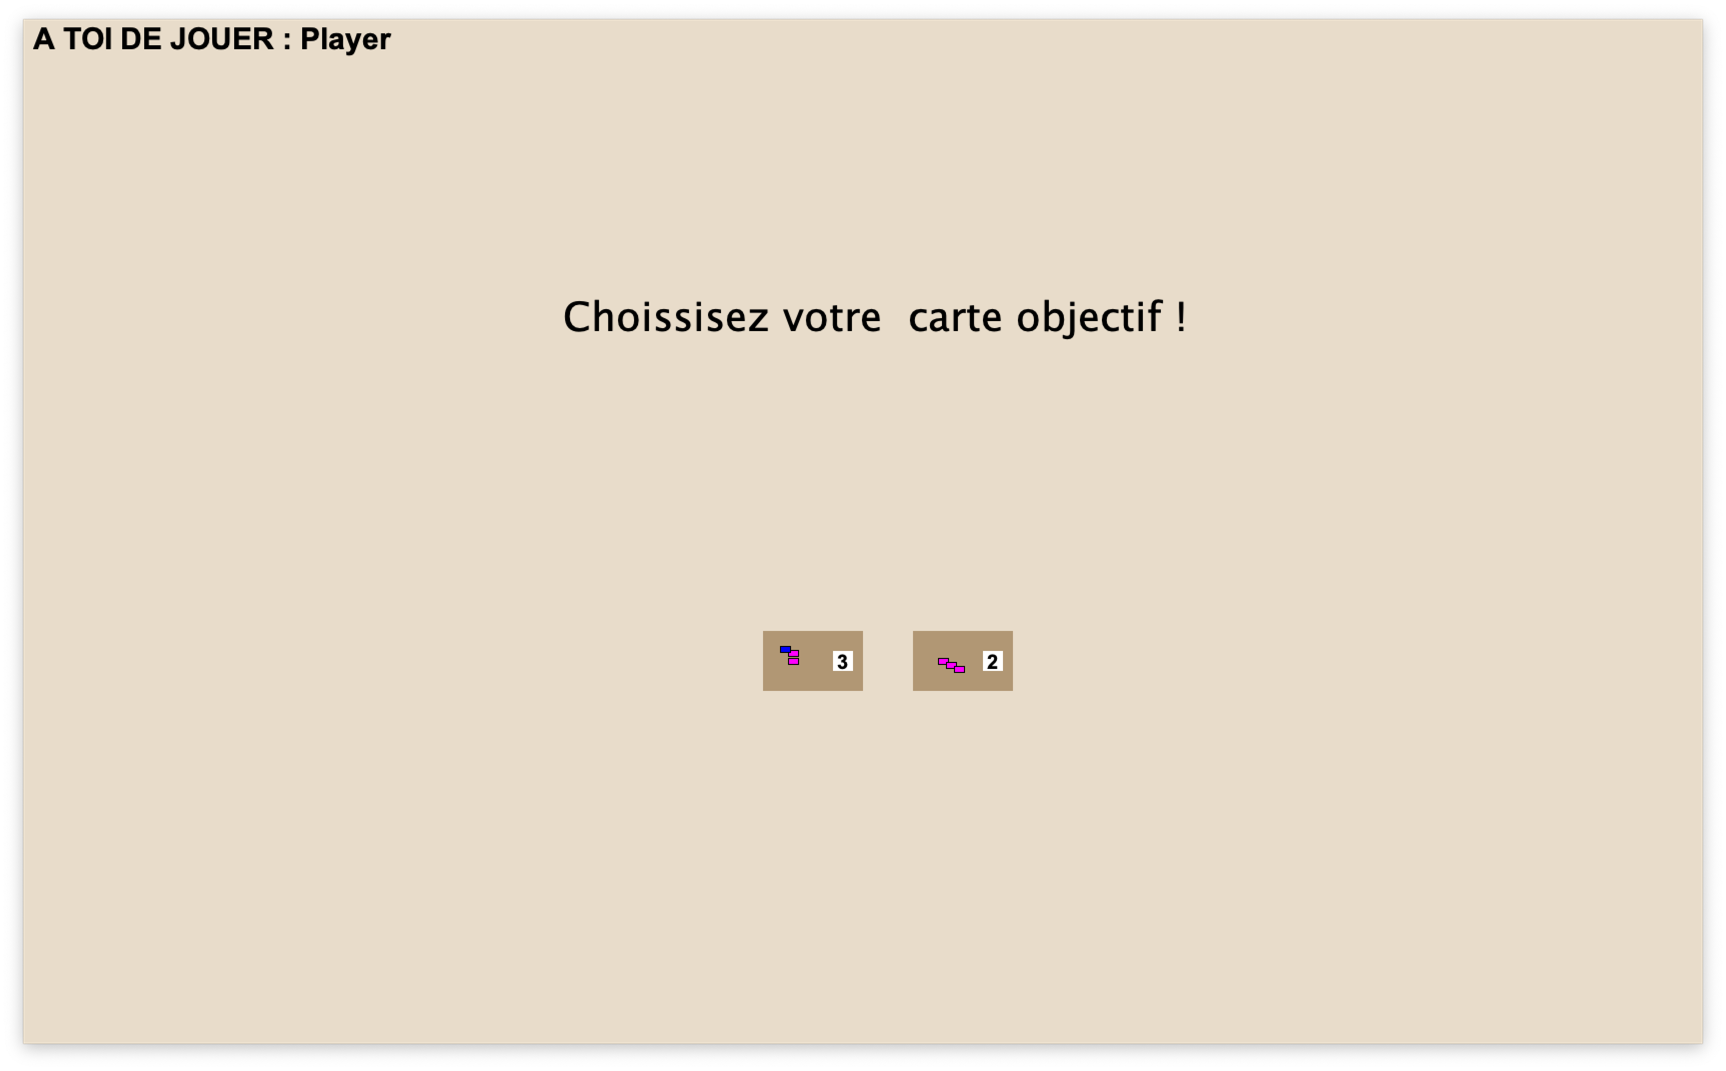 A TOI DE JOUER : Player
Choissisez votre  carte objectif !
3
2